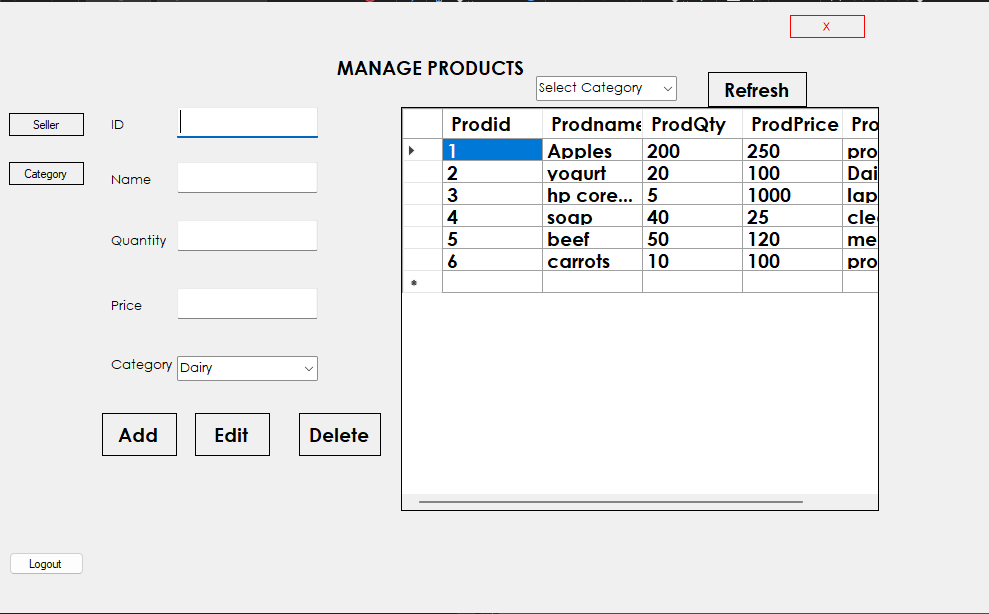 X
MANAGE PRODUCTS
Select Category
Refresh
Seller
Category
ID
Name
Quantity
Price
Category Dairy
Add Edit Delete
Prodid Prodname ProdQty ProdPrice Pro
1 Apples 200 250 pro
2 yogurt 20 100 Dai
3 hp core... 5 1000 lap
4 soap 40 25 cle
5 beef 50 120 me
6 carrots 10 100 pro
Logout